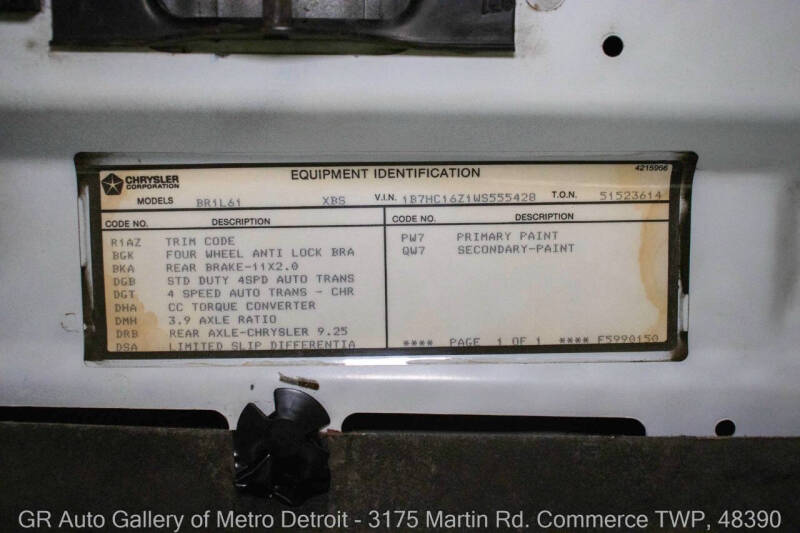 4215966
CHRYSLER CORPORATION EQUIPMENT IDENTIFICATION
MODELS BR1L61 XBS V.I.N. 1B7HC16Z1WS555428 T.O.N. 51523614
CODE NO. DESCRIPTION CODE NO. DESCRIPTION
R1AZ TRIM CODE
BGK FOUR WHEEL ANTI LOCK BRA
BKA REAR BRAKE-11X2.0
DGB STD DUTY 4SPD AUTO TRANS
DGT 4 SPEED AUTO TRANS - CHR
DHA CC TORQUE CONVERTER
DMH 3.9 AXLE RATIO
DRB REAR AXLE-CHRYSLER 9.25
DSA LIMITED SLIP DIFFERENTIA
PW7 PRIMARY PAINT
QW7 SECONDARY-PAINT
**** PAGE 1 OF 1 **** F5990150
GR Auto Gallery of Metro Detroit - 3175 Martin Rd. Commerce TWP, 48390